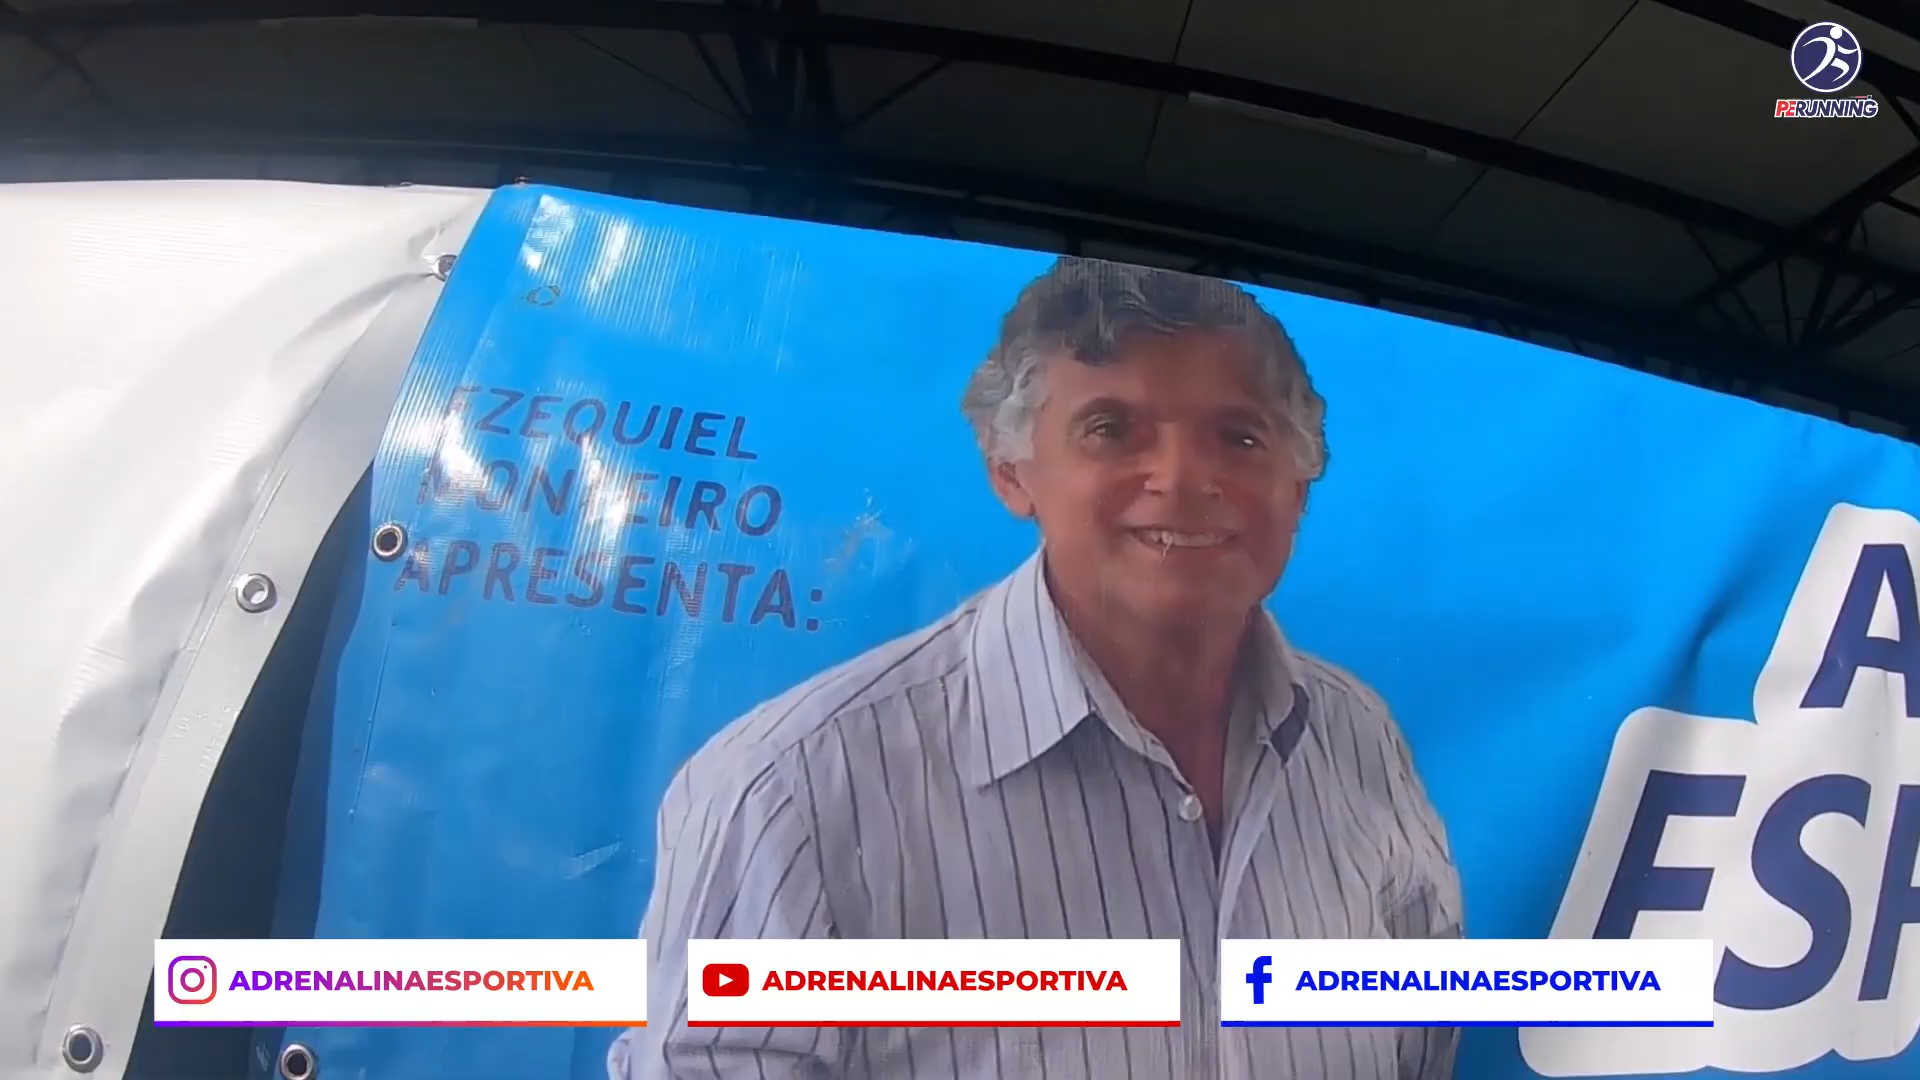 PERUNNING
EZEQUIEL
MONTEIRO
APRESENTA:
ADRENALINAESPORTIVA
ADRENALINAESPORTIVA
ADRENALINAESPORTIVA